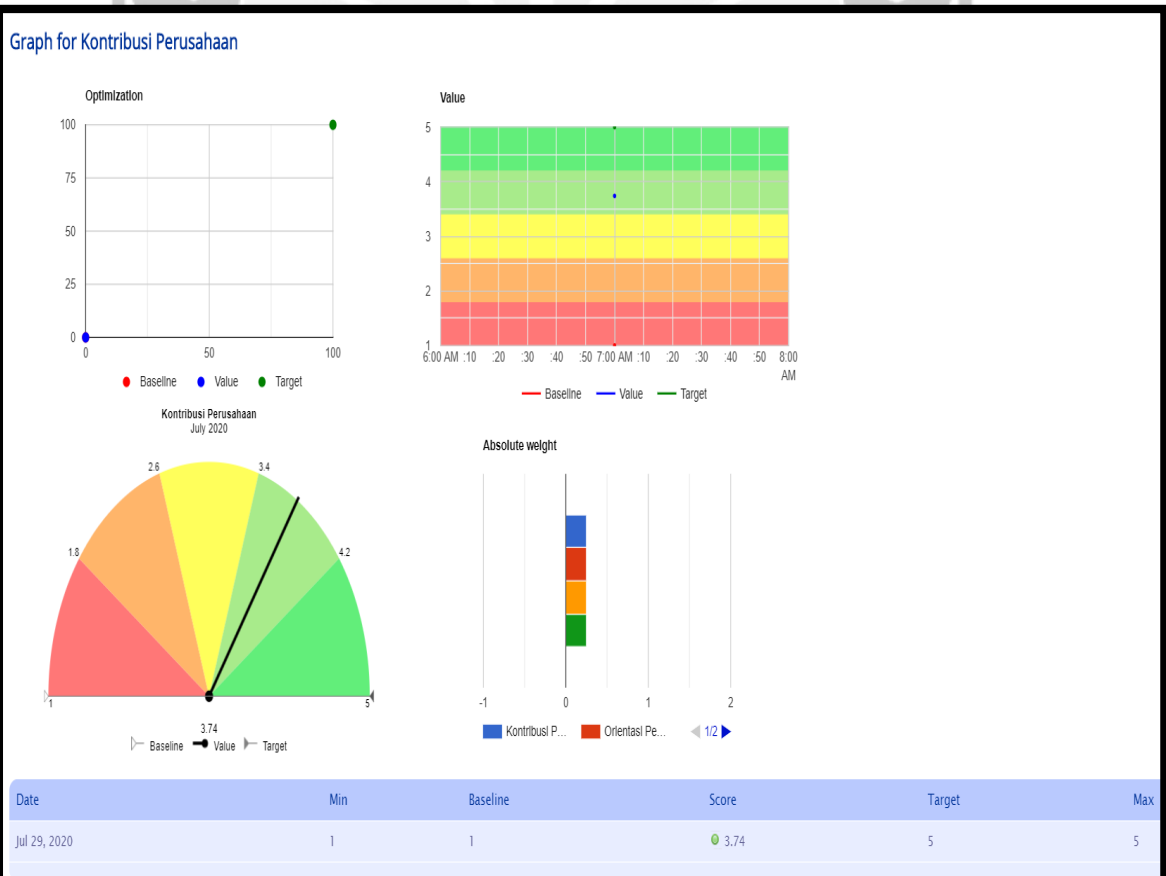 Graph for Kontribusi Perusahaan
Optimization
100
75
50
25
0
0 50 100
Baseline Value Target
Value
5
4
3
2
1
6:00 AM :10 :20 :30 :40 :50 7:00 AM :10 :20 :30 :40 :50 8:00
AM
Baseline Value Target
Kontribusi Perusahaan
July 2020
2.6 3.4
1.8 4.2
1 5
3.74
Baseline Value Target
Absolute weight
-1 0 1 2
Kontribusi P... Orientasi Pe... 1/2
Date Min Baseline Score Target Max
Jul 29, 2020 1 1 3.74 5 5